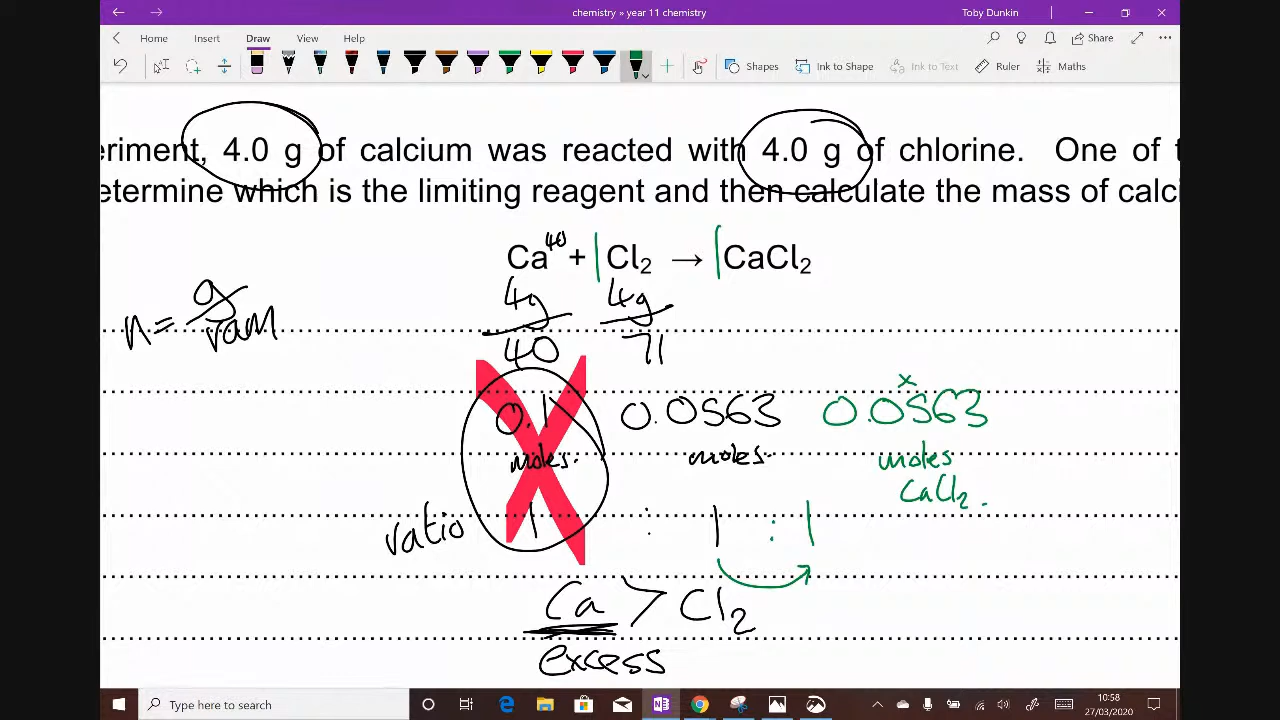 chemistry » year 11 chemistry
Toby Dunkin
Home Insert Draw View Help
Share
Shapes Ink to Shape Ink to Text Ruler Maths
eriment, 4.0 g of calcium was reacted with 4.0 g of chlorine. One of t
etermine which is the limiting reagent and then calculate the mass of calci
Ca⁴⁰ + 1Cl₂ → 1CaCl₂
n = g/ram
4g/40 4g/71
0.1 0.0563 0.0563
x
moles. moles. moles
CaCl₂.
ratio 1 : 1 : 1
Ca > Cl₂
excess
Type here to search
10:58
27/03/2020